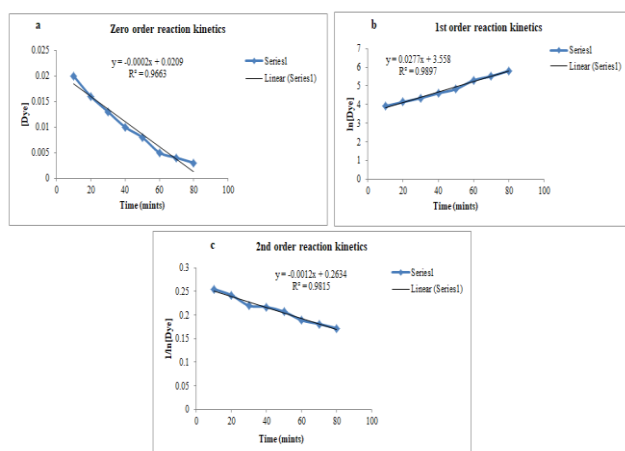 a
Zero order reaction kinetics
y = -0.0002x + 0.0209
R² = 0.9663
Series1
Linear (Series1)
[Dye]
0.025
0.02
0.015
0.01
0.005
0
0 20 40 60 80 100
Time (mints)
b
1st order reaction kinetics
y = 0.0277x + 3.558
R² = 0.9897
Series1
Linear (Series1)
ln[Dye]
7
6
5
4
3
2
1
0
0 20 40 60 80 100
Time (mints)
c
2nd order reaction kinetics
y = -0.0012x + 0.2634
R² = 0.9815
Series1
Linear (Series1)
1/ln[Dye]
0.3
0.25
0.2
0.15
0.1
0.05
0
0 20 40 60 80 100
Time (mints)